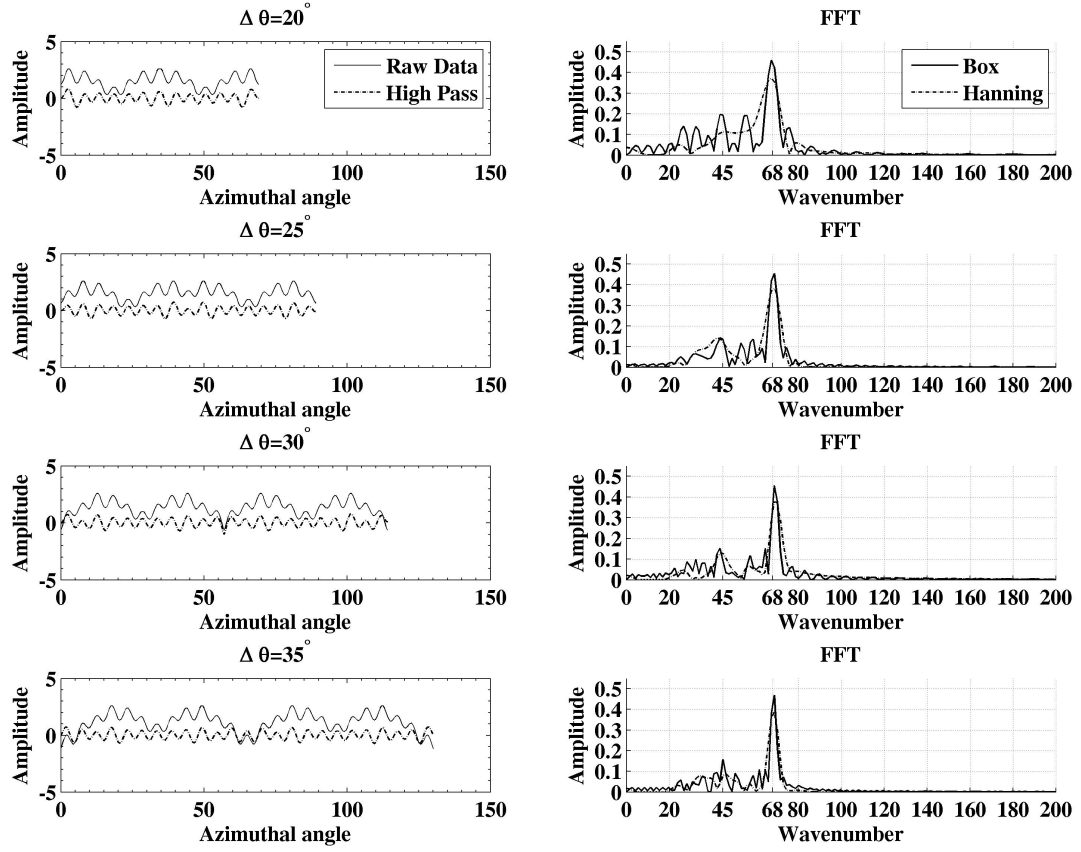 Δ θ=20°
5
0
-5
Amplitude
Raw Data
High Pass
0 50 100 150
Azimuthal angle
FFT
0.5
0.4
0.3
0.2
0.1
0
Amplitude
Box
Hanning
0 20 45 68 80 100 120 140 160 180 200
Wavenumber
Δ θ=25°
5
0
-5
Amplitude
0 50 100 150
Azimuthal angle
FFT
0.5
0.4
0.3
0.2
0.1
0
Amplitude
0 20 45 68 80 100 120 140 160 180 200
Wavenumber
Δ θ=30°
5
0
-5
Amplitude
0 50 100 150
Azimuthal angle
FFT
0.5
0.4
0.3
0.2
0.1
0
Amplitude
0 20 45 68 80 100 120 140 160 180 200
Wavenumber
Δ θ=35°
5
0
-5
Amplitude
0 50 100 150
Azimuthal angle
FFT
0.5
0.4
0.3
0.2
0.1
0
Amplitude
0 20 45 68 80 100 120 140 160 180 200
Wavenumber